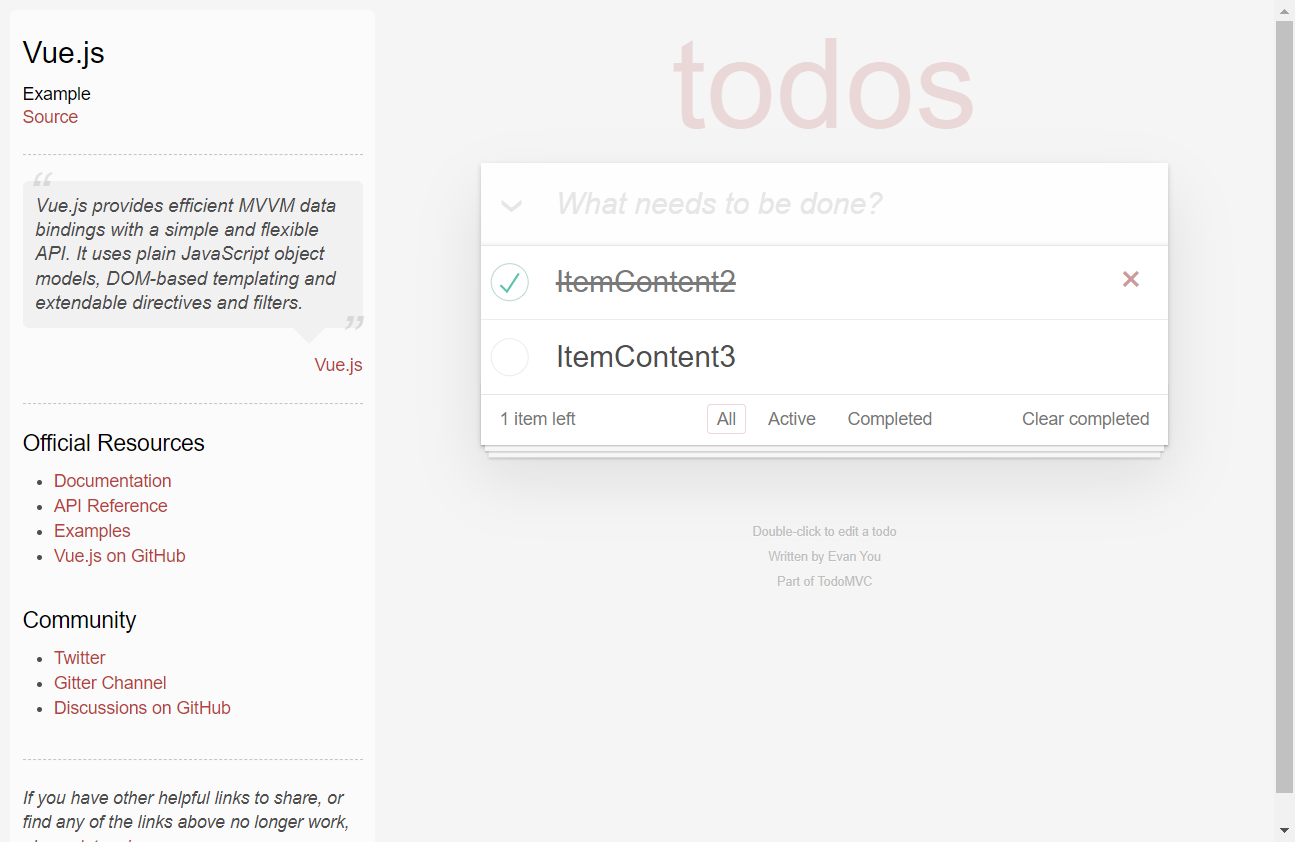 Vue.js
Example
Source
“
Vue.js provides efficient MVVM data
bindings with a simple and flexible
API. It uses plain JavaScript object
models, DOM-based templating and
extendable directives and filters.
”
Vue.js
Official Resources
Documentation
API Reference
Examples
Vue.js on GitHub
Community
Twitter
Gitter Channel
Discussions on GitHub
If you have other helpful links to share, or
find any of the links above no longer work,
todos
What needs to be done?
ItemContent2
ItemContent3
1 item left
All
Active
Completed
Clear completed
Double-click to edit a todo
Written by Evan You
Part of TodoMVC